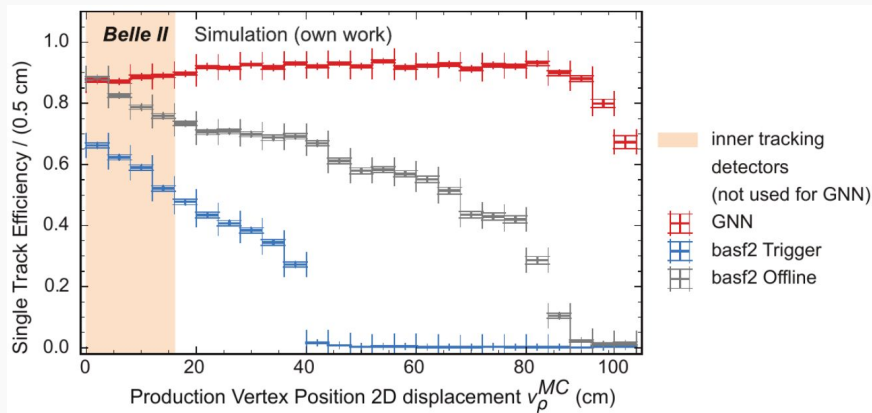 Belle II Simulation (own work)
1.0
0.8
0.6
0.4
0.2
0.0
Single Track Efficiency / (0.5 cm)
0 20 40 60 80 100
Production Vertex Position 2D displacement v_ρ^MC (cm)
inner tracking
detectors
(not used for GNN)
GNN
basf2 Trigger
basf2 Offline